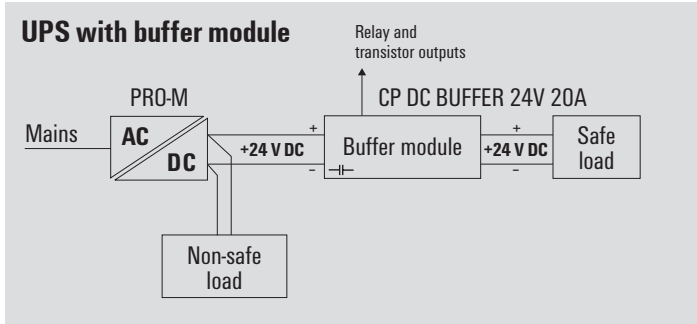 UPS with buffer module
Relay and
transistor outputs
PRO-M
CP DC BUFFER 24V 20A
Mains
AC
DC
+
+24 V DC
–
Buffer module
+
+24 V DC
–
Safe
load
Non-safe
load